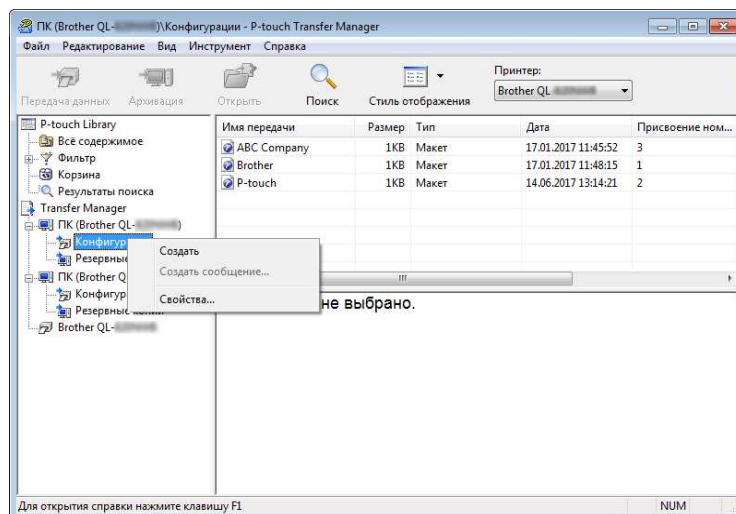 ПК (Brother QL- )\Конфигурации - P-touch Transfer Manager
Файл Редактирование Вид Инструмент Справка
Передача данных Архивация Открыть Поиск Стиль отображения
Принтер:
Brother QL
P-touch Library
Всё содержимое
Фильтр
Корзина
Результаты поиска
Transfer Manager
ПК (Brother QL- )
Конфигур
Резервные
ПК (Brother Q
Конфигур
Резервные копии
Brother QL-
Создать
Создать сообщение...
Свойства...
Имя передачи Размер Тип Дата Присвоение ном...
ABC Company 1KB Макет 17.01.2017 11:45:52 3
Brother 1KB Макет 17.01.2017 11:48:15 1
P-touch 1KB Макет 14.06.2017 13:14:21 2
не выбрано.
Для открытия справки нажмите клавишу F1
NUM